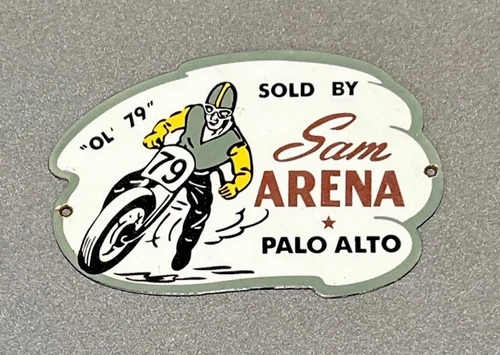 "OL' 79"
79
SOLD BY
Sam
ARENA
PALO ALTO